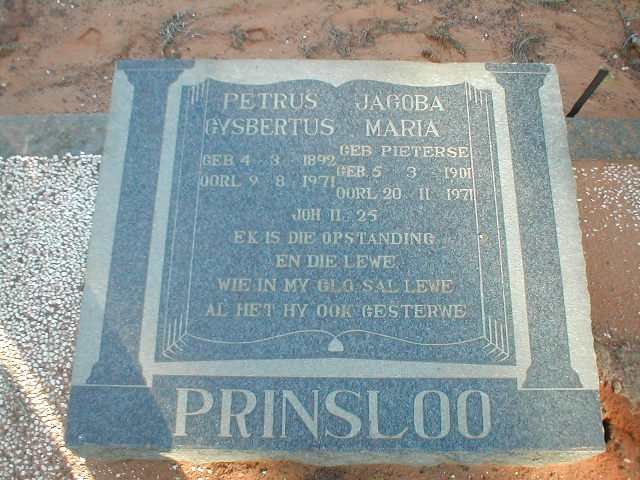 PETRUS JACOBA
GYSBERTUS MARIA
GEB PIETERSE
GEB 4 3 1892 GEB 5 3 1901
OORL 9 8 1971 OORL 20 11 1971
JOH 11 25
EK IS DIE OPSTANDING
EN DIE LEWE
WIE IN MY GLO SAL LEWE
AL HET HY OOK GESTERWE
PRINSLOO